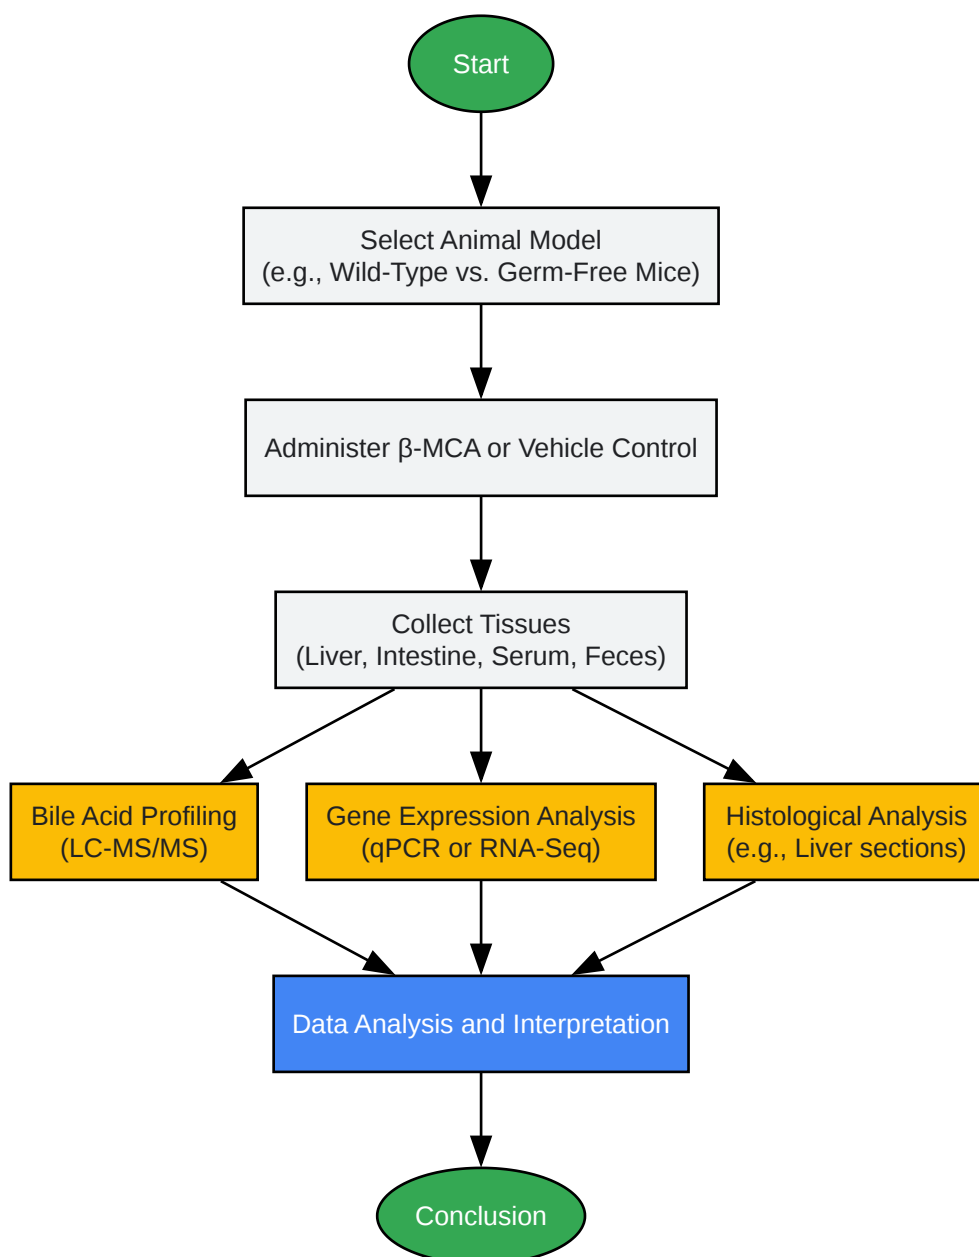 Start
Select Animal Model
(e.g., Wild-Type vs. Germ-Free Mice)
Administer β-MCA or Vehicle Control
Collect Tissues
(Liver, Intestine, Serum, Feces)
Bile Acid Profiling
(LC-MS/MS)
Gene Expression Analysis
(qPCR or RNA-Seq)
Histological Analysis
(e.g., Liver sections)
Data Analysis and Interpretation
Conclusion